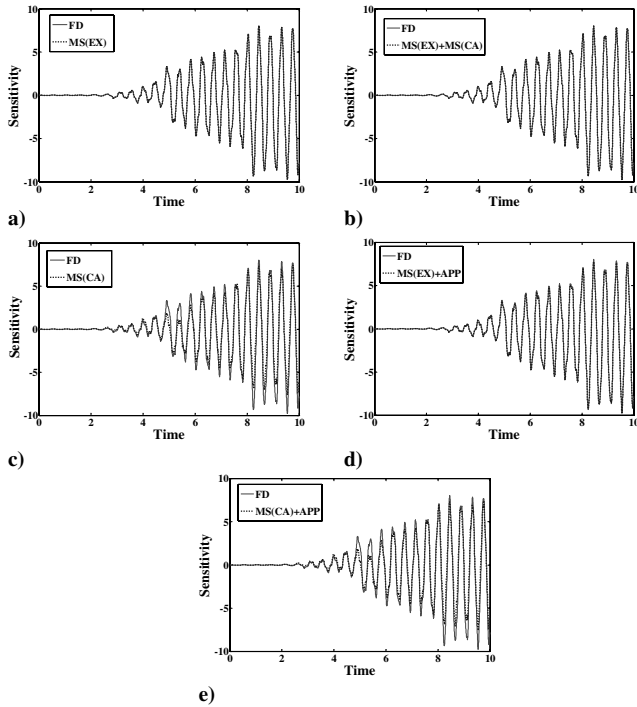 10
5
0
-5
-10
Sensitivity
FD
MS(EX)
0 2 4 6 8 10
Time
a)
10
5
0
-5
-10
Sensitivity
FD
MS(EX)+MS(CA)
0 2 4 6 8 10
Time
b)
10
5
0
-5
-10
Sensitivity
FD
MS(CA)
0 2 4 6 8 10
Time
c)
10
5
0
-5
-10
Sensitivity
FD
MS(EX)+APP
0 2 4 6 8 10
Time
d)
10
5
0
-5
-10
Sensitivity
FD
MS(CA)+APP
0 2 4 6 8 10
Time
e)